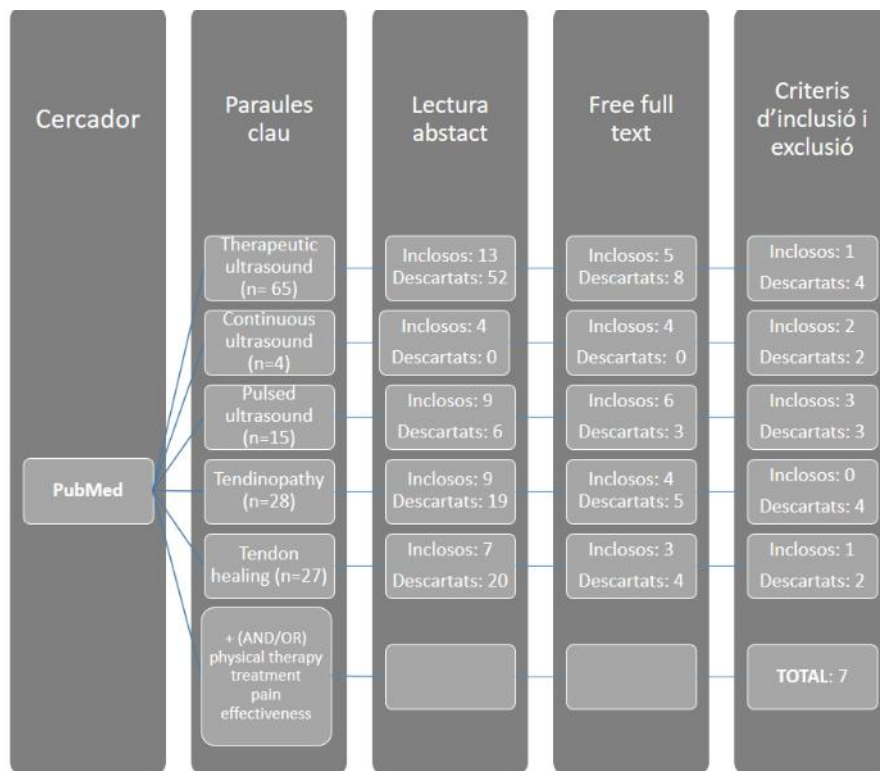 Cercador
Paraules
clau
Lectura
abstact
Free full
text
Criteris
d'inclusió i
exclusió
PubMed
Therapeutic
ultrasound
(n= 65)
Inclosos: 13
Descartats: 52
Inclosos: 5
Descartats: 8
Inclosos: 1
Descartats: 4
Continuous
ultrasound
(n=4)
Inclosos: 4
Descartats: 0
Inclosos: 4
Descartats: 0
Inclosos: 2
Descartats: 2
Pulsed
ultrasound
(n=15)
Inclosos: 9
Descartats: 6
Inclosos: 6
Descartats: 3
Inclosos: 3
Descartats: 3
Tendinopathy
(n=28)
Inclosos: 9
Descartats: 19
Inclosos: 4
Descartats: 5
Inclosos: 0
Descartats: 4
Tendon
healing (n=27)
Inclosos: 7
Descartats: 20
Inclosos: 3
Descartats: 4
Inclosos: 1
Descartats: 2
+ (AND/OR)
physical therapy
treatment
pain
effectiveness
TOTAL: 7